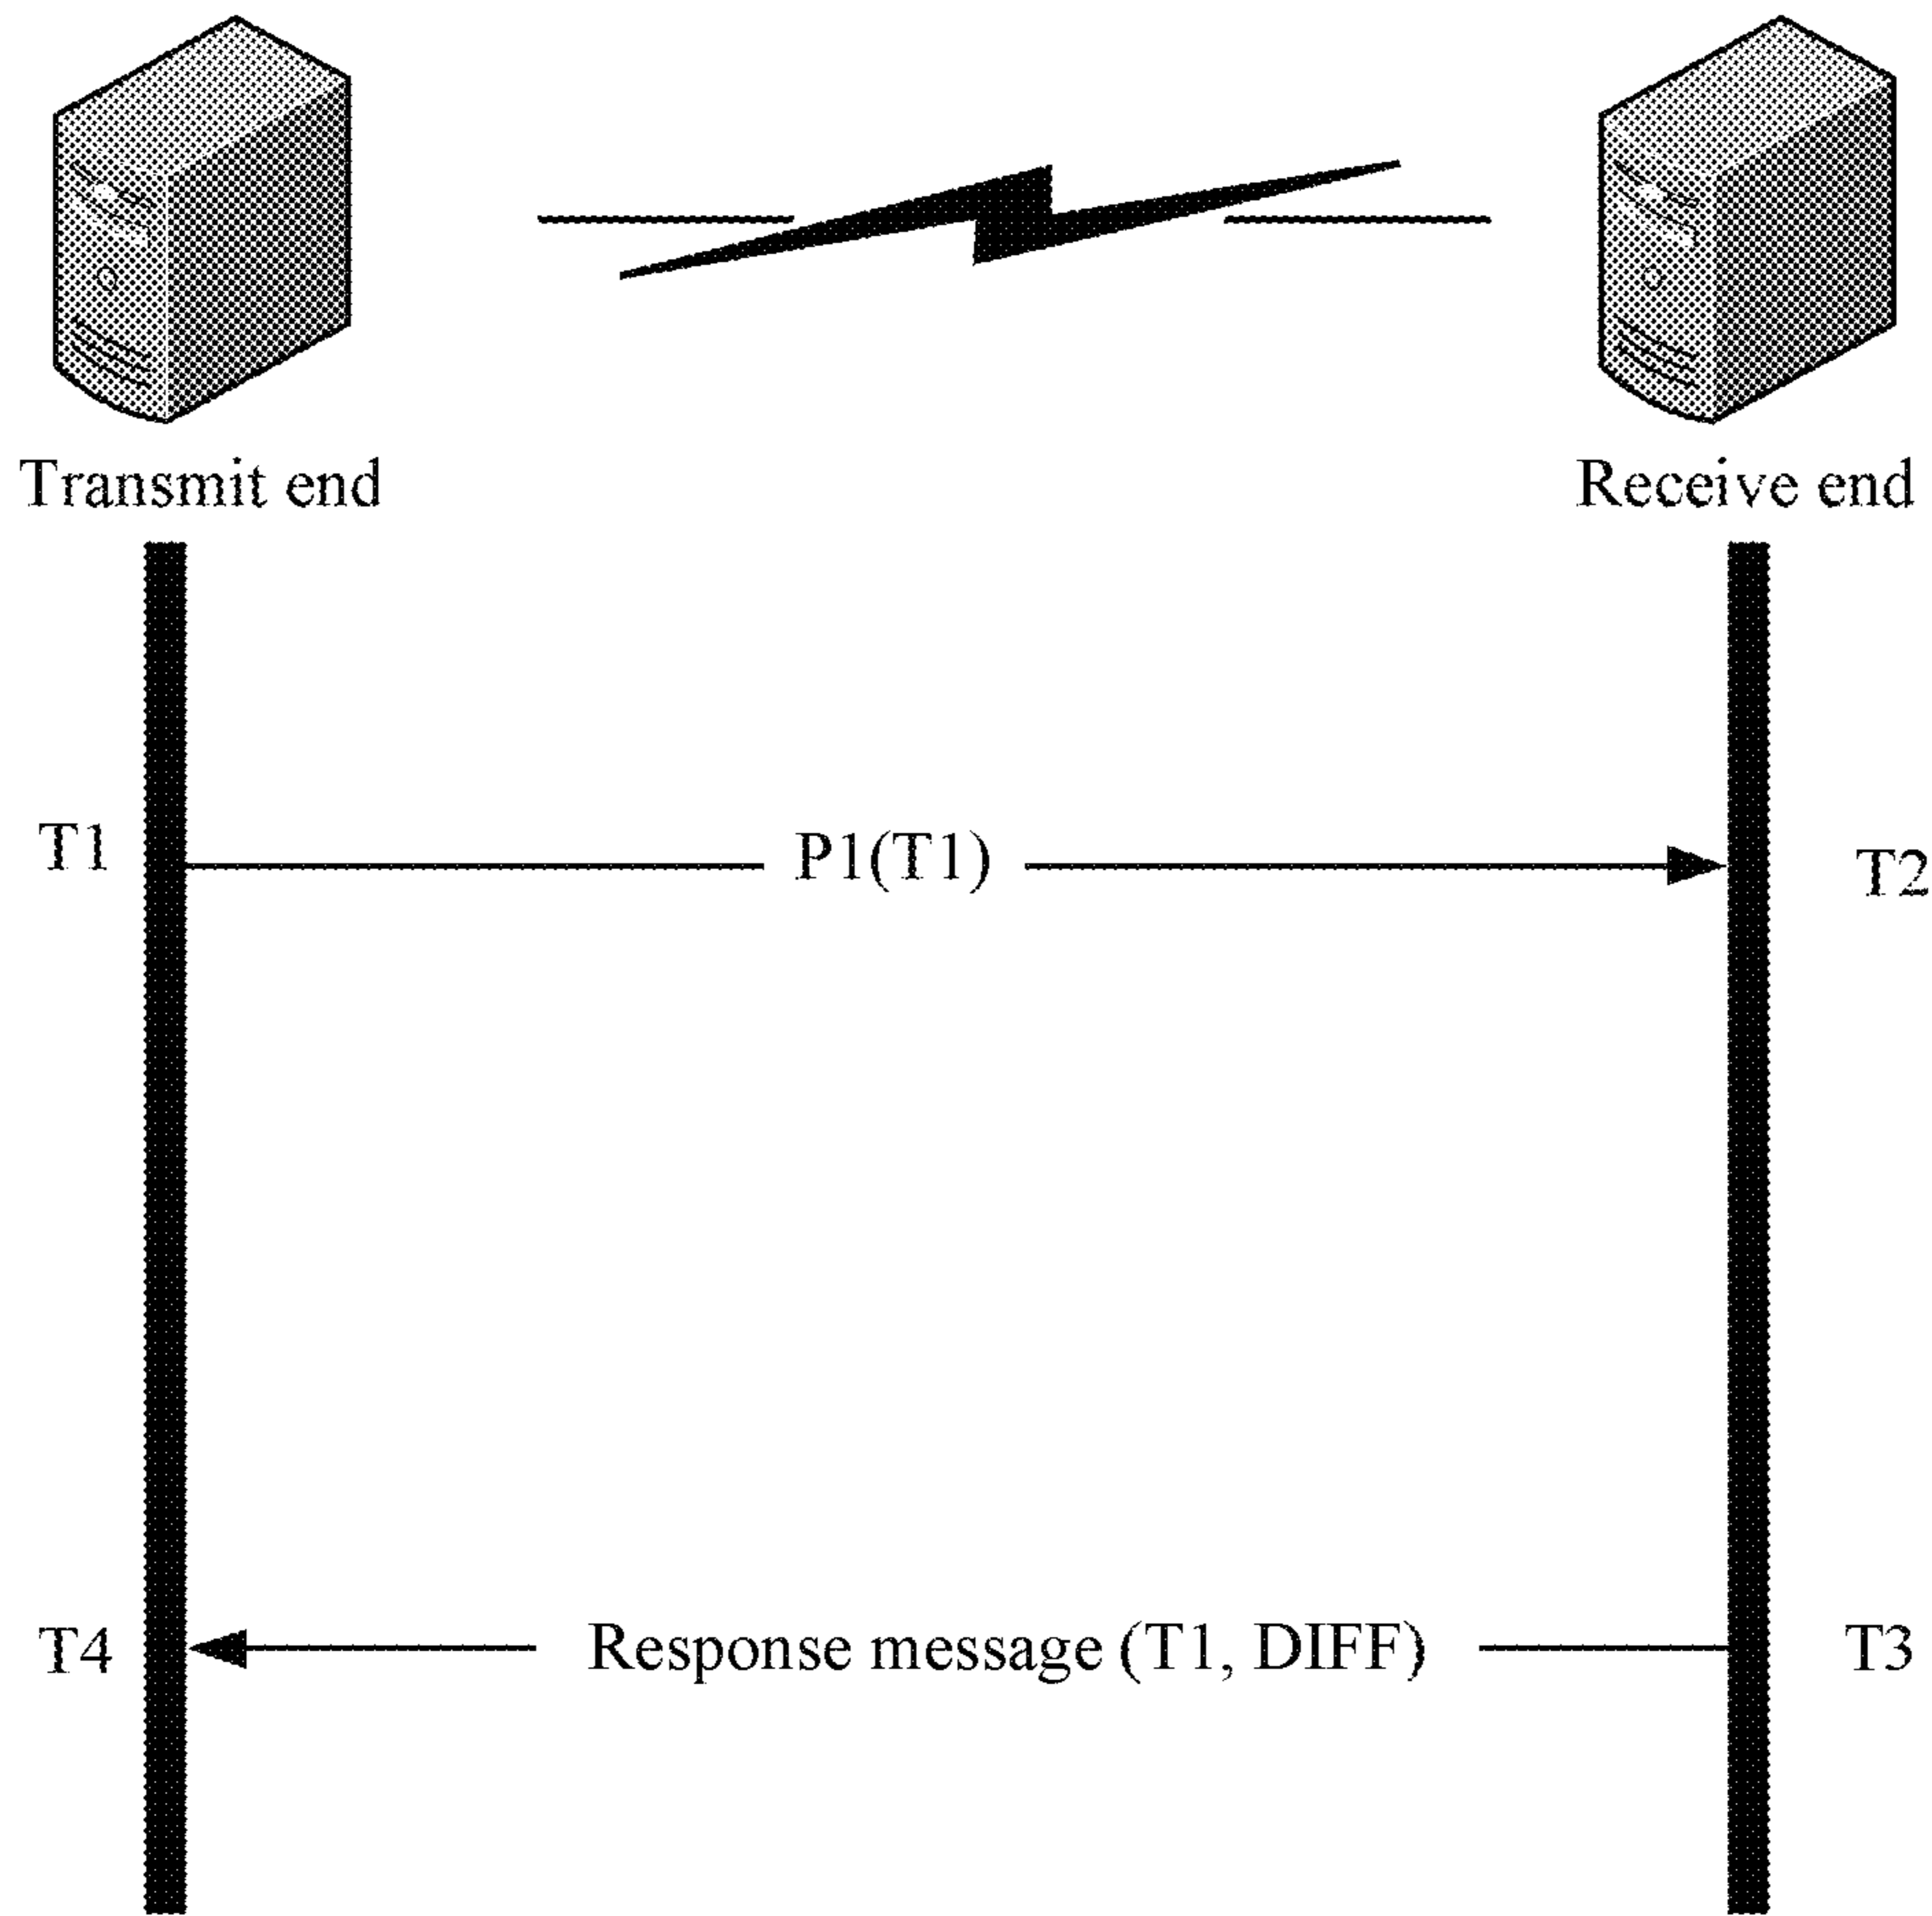 Transmit end
Receive end
T1
P1(T1)
T2
T4
Response message (T1, DIFF)
T3